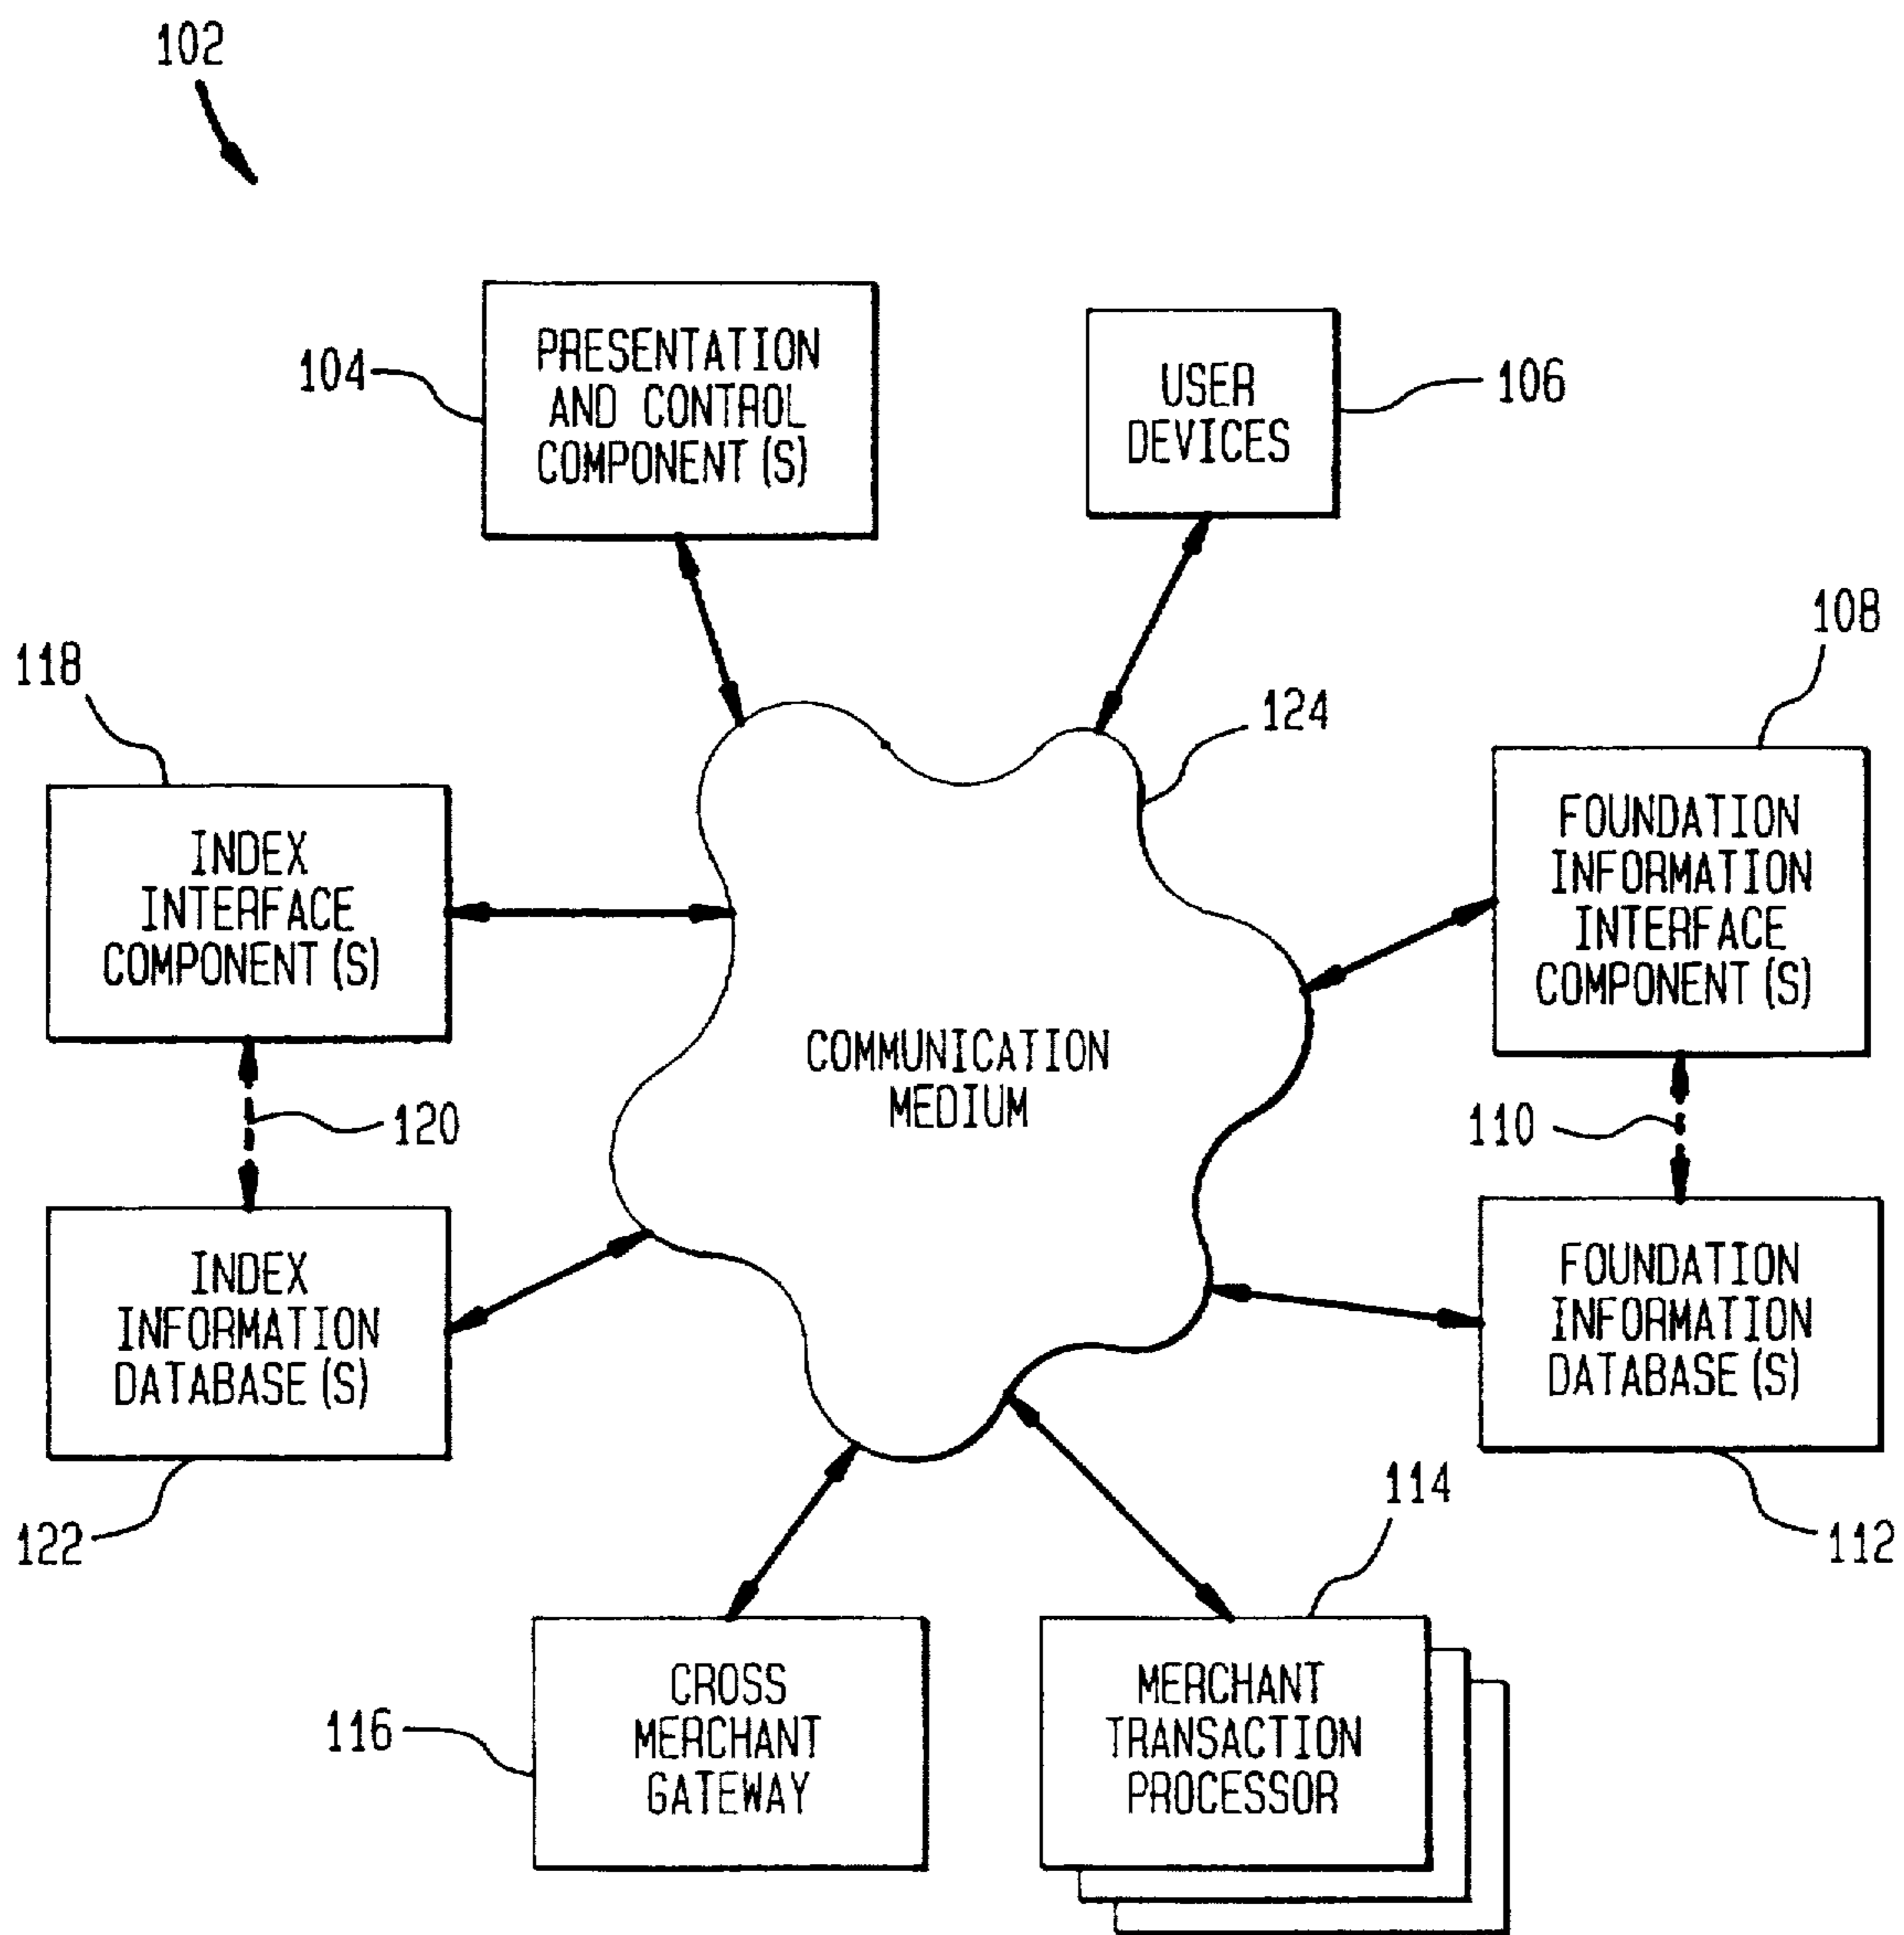 102
PRESENTATION
AND CONTROL
COMPONENT(S)
104
USER
DEVICES
106
108
118
124
INDEX
INTERFACE
COMPONENT(S)
FOUNDATION
INFORMATION
INTERFACE
COMPONENT(S)
COMMUNICATION
MEDIUM
120
110
INDEX
INFORMATION
DATABASE(S)
FOUNDATION
INFORMATION
DATABASE(S)
122
114
112
CROSS
MERCHANT
GATEWAY
116
MERCHANT
TRANSACTION
PROCESSOR